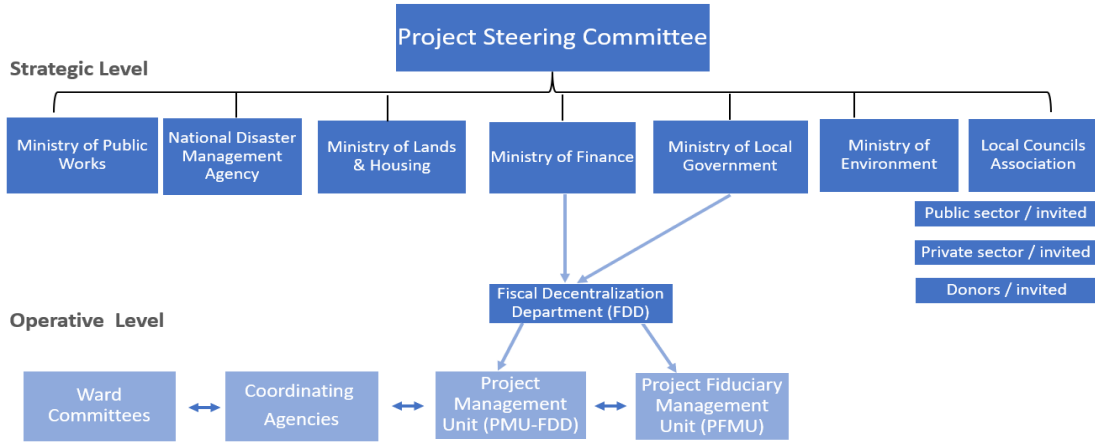 Project Steering Committee
Strategic Level
Ministry of Public
Works
National Disaster
Management
Agency
Ministry of Lands
& Housing
Ministry of Finance
Ministry of Local
Government
Ministry of
Environment
Local Councils
Association
Public sector / invited
Private sector / invited
Donors / invited
Fiscal Decentralization
Department (FDD)
Operative Level
Ward
Committees
Coordinating
Agencies
Project
Management
Unit (PMU-FDD)
Project Fiduciary
Management
Unit (PFMU)